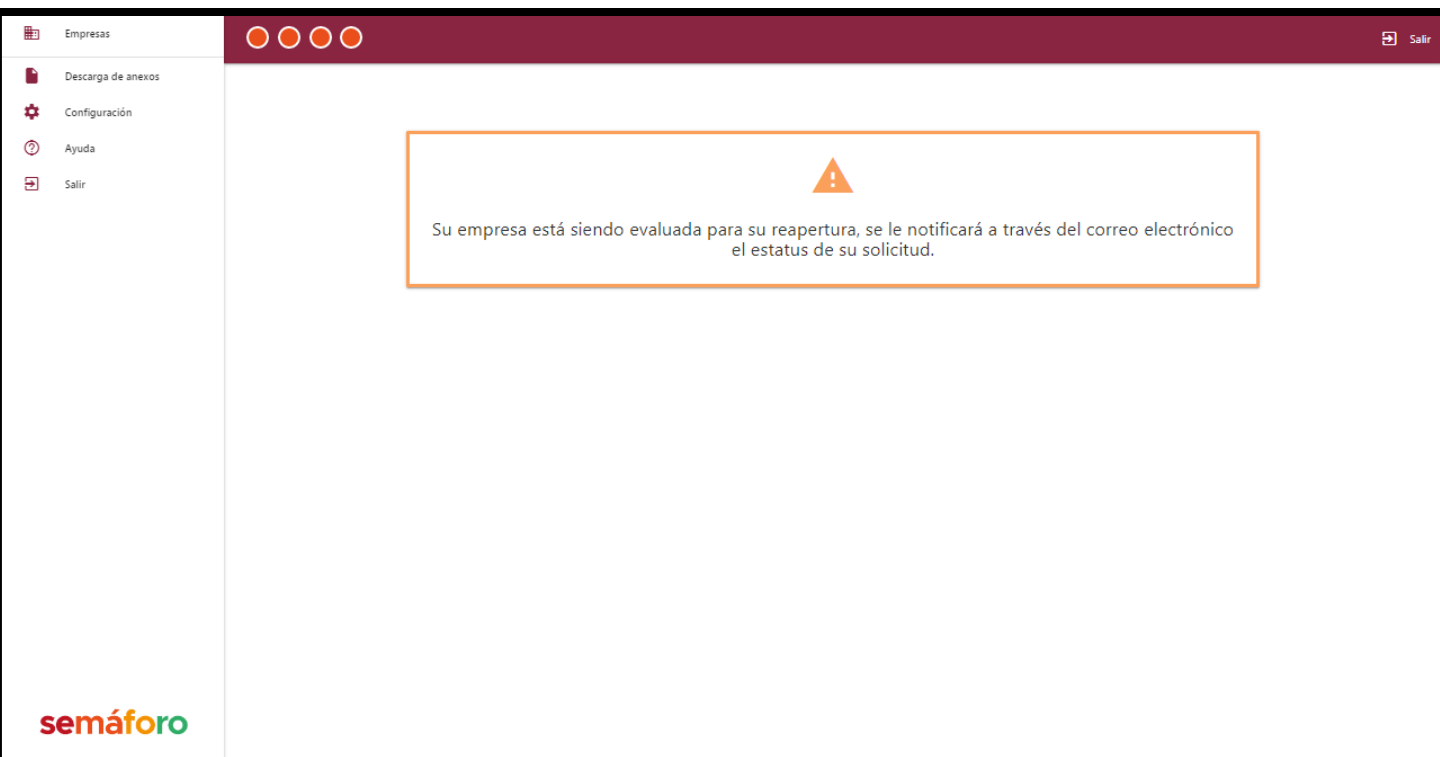 Empresas
Salir
Descarga de anexos
Configuración
Ayuda
Salir
Su empresa está siendo evaluada para su reapertura, se le notificará a través del correo electrónico
el estatus de su solicitud.
semáforo